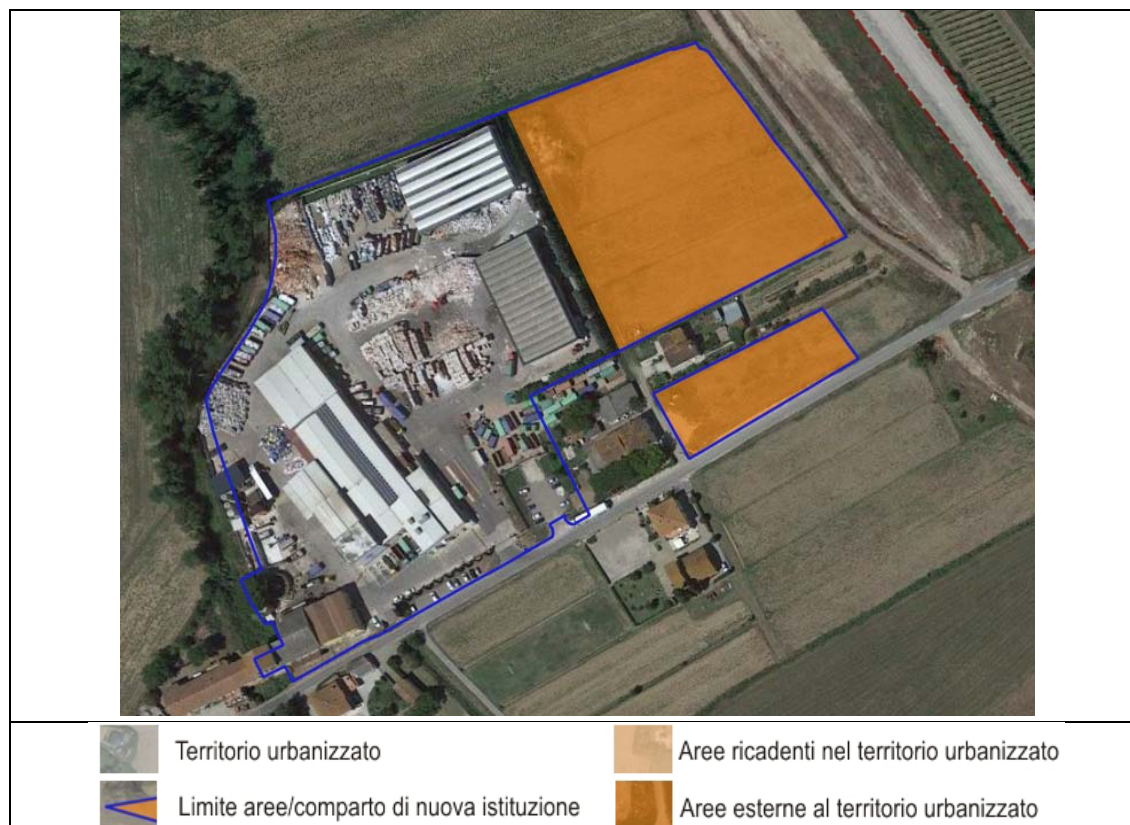 Territorio urbanizzato
Aree ricadenti nel territorio urbanizzato
Limite aree/comparto di nuova istituzione
Aree esterne al territorio urbanizzato